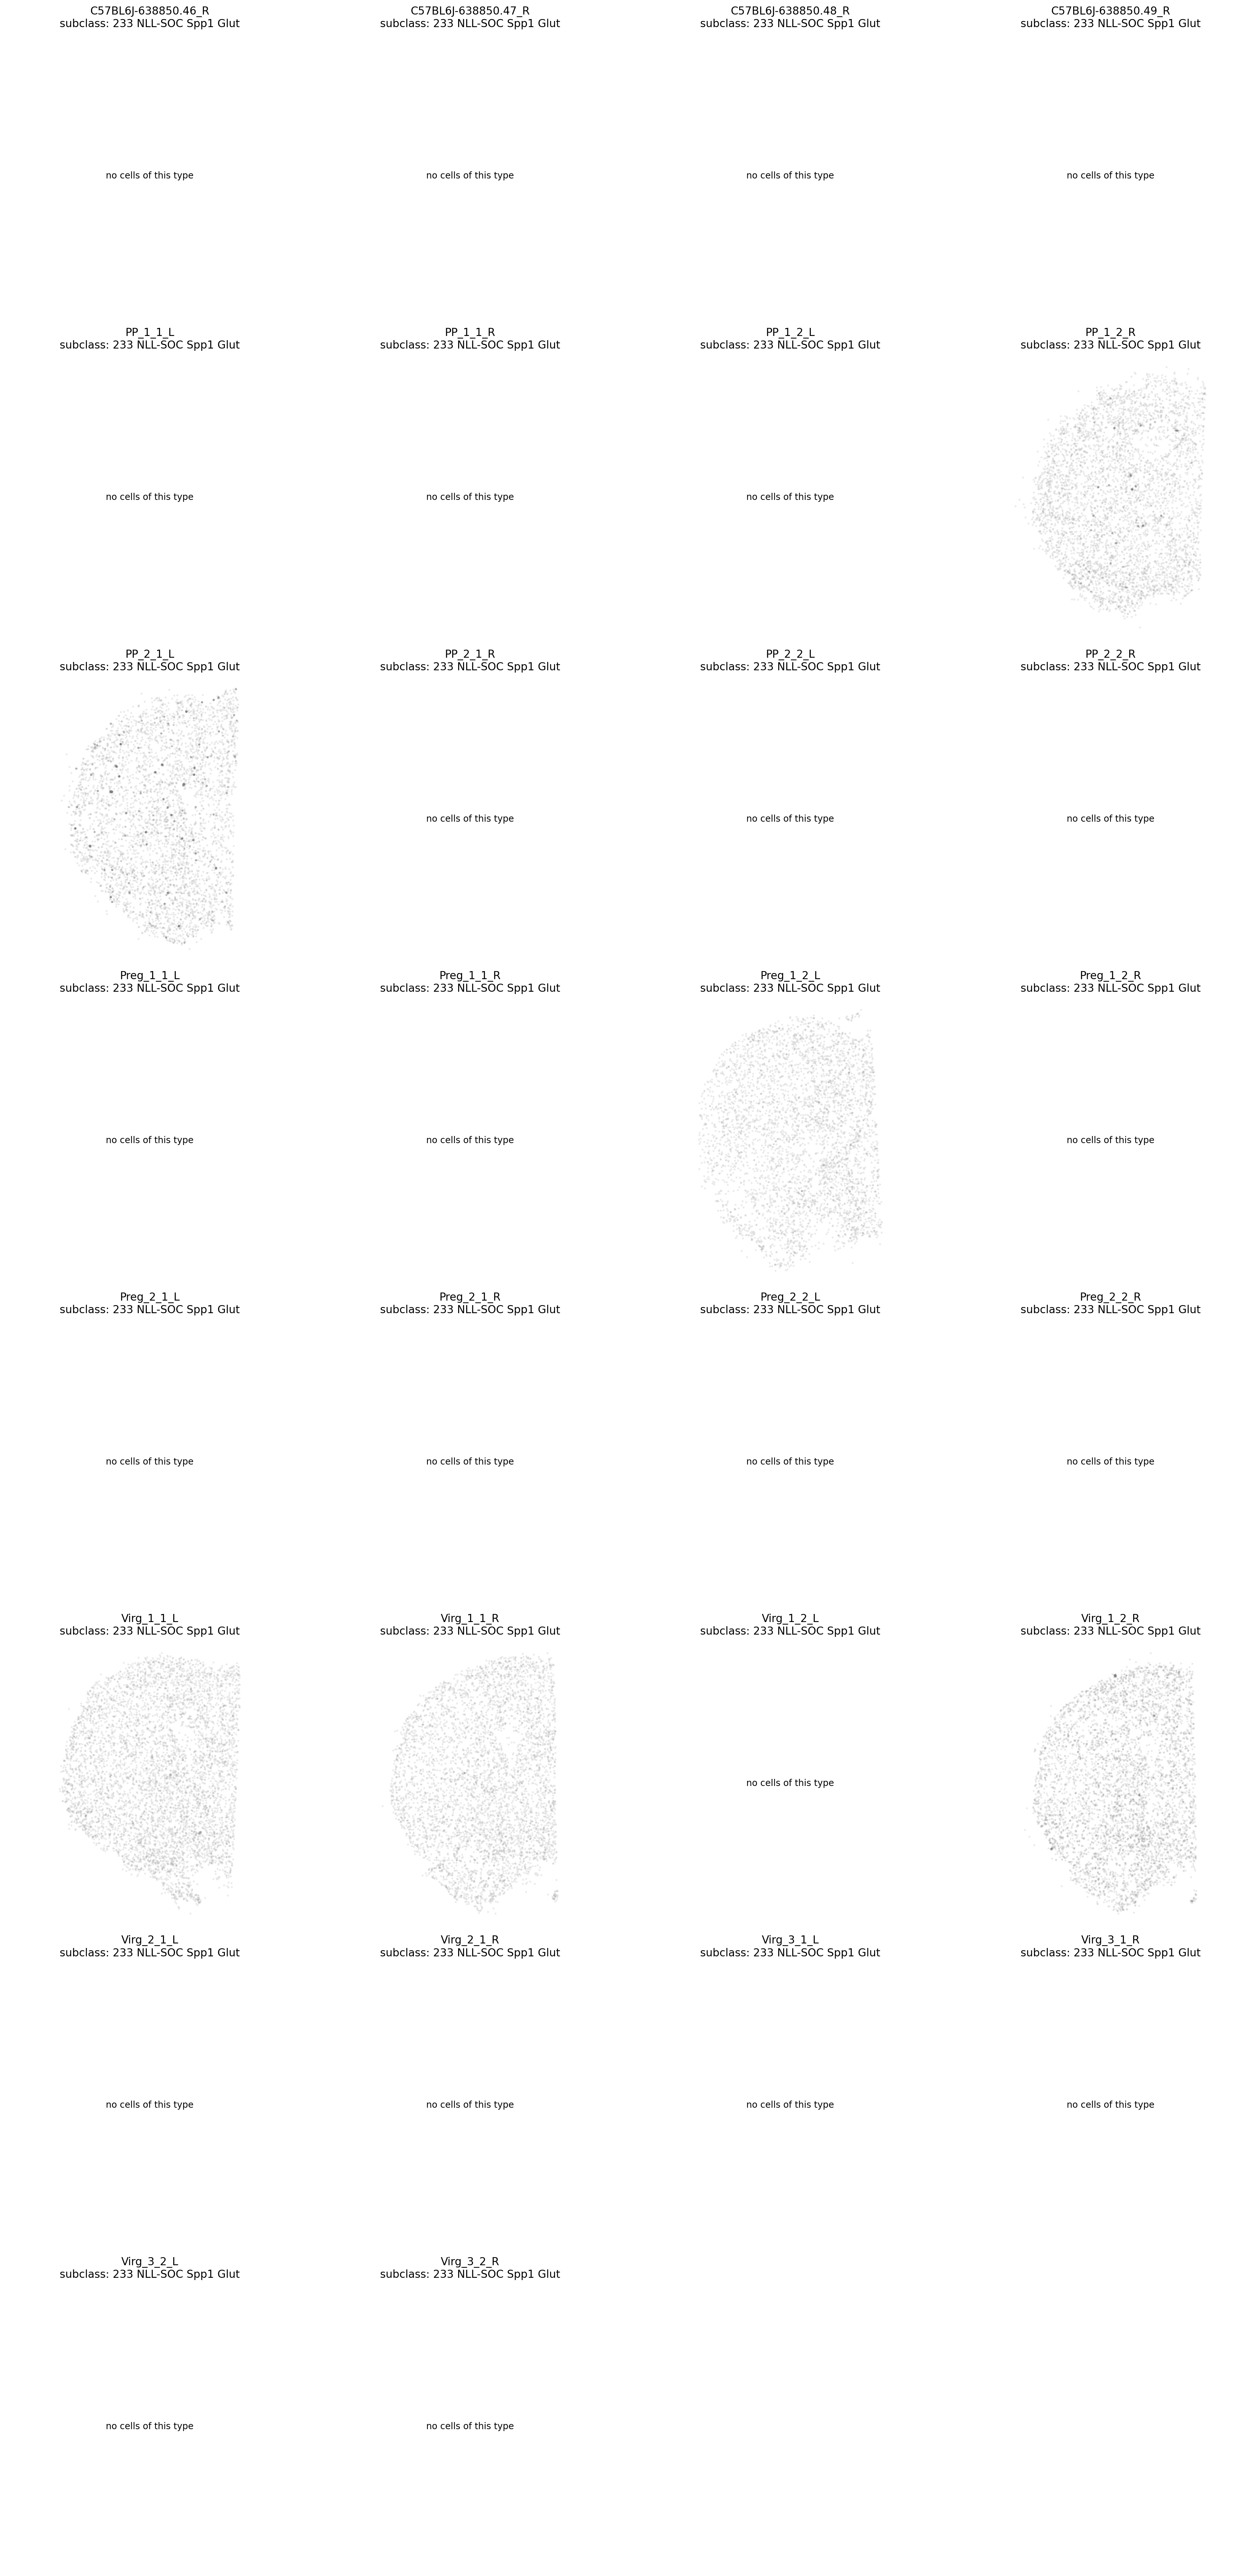 C57BL6J-638850.46_R
subclass: 233 NLL-SOC Spp1 Glut
C57BL6J-638850.47_R
subclass: 233 NLL-SOC Spp1 Glut
C57BL6J-638850.48_R
subclass: 233 NLL-SOC Spp1 Glut
C57BL6J-638850.49_R
subclass: 233 NLL-SOC Spp1 Glut
no cells of this type
no cells of this type
no cells of this type
no cells of this type
PP_1_1_L
subclass: 233 NLL-SOC Spp1 Glut
PP_1_1_R
subclass: 233 NLL-SOC Spp1 Glut
PP_1_2_L
subclass: 233 NLL-SOC Spp1 Glut
PP_1_2_R
subclass: 233 NLL-SOC Spp1 Glut
no cells of this type
no cells of this type
no cells of this type
PP_2_1_L
subclass: 233 NLL-SOC Spp1 Glut
PP_2_1_R
subclass: 233 NLL-SOC Spp1 Glut
PP_2_2_L
subclass: 233 NLL-SOC Spp1 Glut
PP_2_2_R
subclass: 233 NLL-SOC Spp1 Glut
no cells of this type
no cells of this type
no cells of this type
Preg_1_1_L
subclass: 233 NLL-SOC Spp1 Glut
Preg_1_1_R
subclass: 233 NLL-SOC Spp1 Glut
Preg_1_2_L
subclass: 233 NLL-SOC Spp1 Glut
Preg_1_2_R
subclass: 233 NLL-SOC Spp1 Glut
no cells of this type
no cells of this type
no cells of this type
Preg_2_1_L
subclass: 233 NLL-SOC Spp1 Glut
Preg_2_1_R
subclass: 233 NLL-SOC Spp1 Glut
Preg_2_2_L
subclass: 233 NLL-SOC Spp1 Glut
Preg_2_2_R
subclass: 233 NLL-SOC Spp1 Glut
no cells of this type
no cells of this type
no cells of this type
no cells of this type
Virg_1_1_L
subclass: 233 NLL-SOC Spp1 Glut
Virg_1_1_R
subclass: 233 NLL-SOC Spp1 Glut
Virg_1_2_L
subclass: 233 NLL-SOC Spp1 Glut
Virg_1_2_R
subclass: 233 NLL-SOC Spp1 Glut
no cells of this type
Virg_2_1_L
subclass: 233 NLL-SOC Spp1 Glut
Virg_2_1_R
subclass: 233 NLL-SOC Spp1 Glut
Virg_3_1_L
subclass: 233 NLL-SOC Spp1 Glut
Virg_3_1_R
subclass: 233 NLL-SOC Spp1 Glut
no cells of this type
no cells of this type
no cells of this type
no cells of this type
Virg_3_2_L
subclass: 233 NLL-SOC Spp1 Glut
Virg_3_2_R
subclass: 233 NLL-SOC Spp1 Glut
no cells of this type
no cells of this type